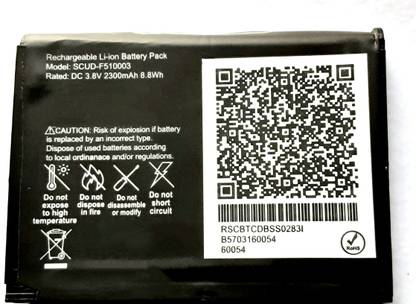 Rechargeable Li-ion Battery Pack
Model: SCUD-F510003
Rated: DC 3.8V 2300mAh 8.8Wh
CAUTION: Risk of explosion if battery
is replaced by an incorrect type.
Dispose of used batteries according
to local ordinanace and/or regulations.
Do not
expose
to high
temperature
Do not
dispose
in fire
Do not
disassemble
or modify
Do not
short
circuit
RSCBTCDBSS0283I
B5703160054
60054
RoHS